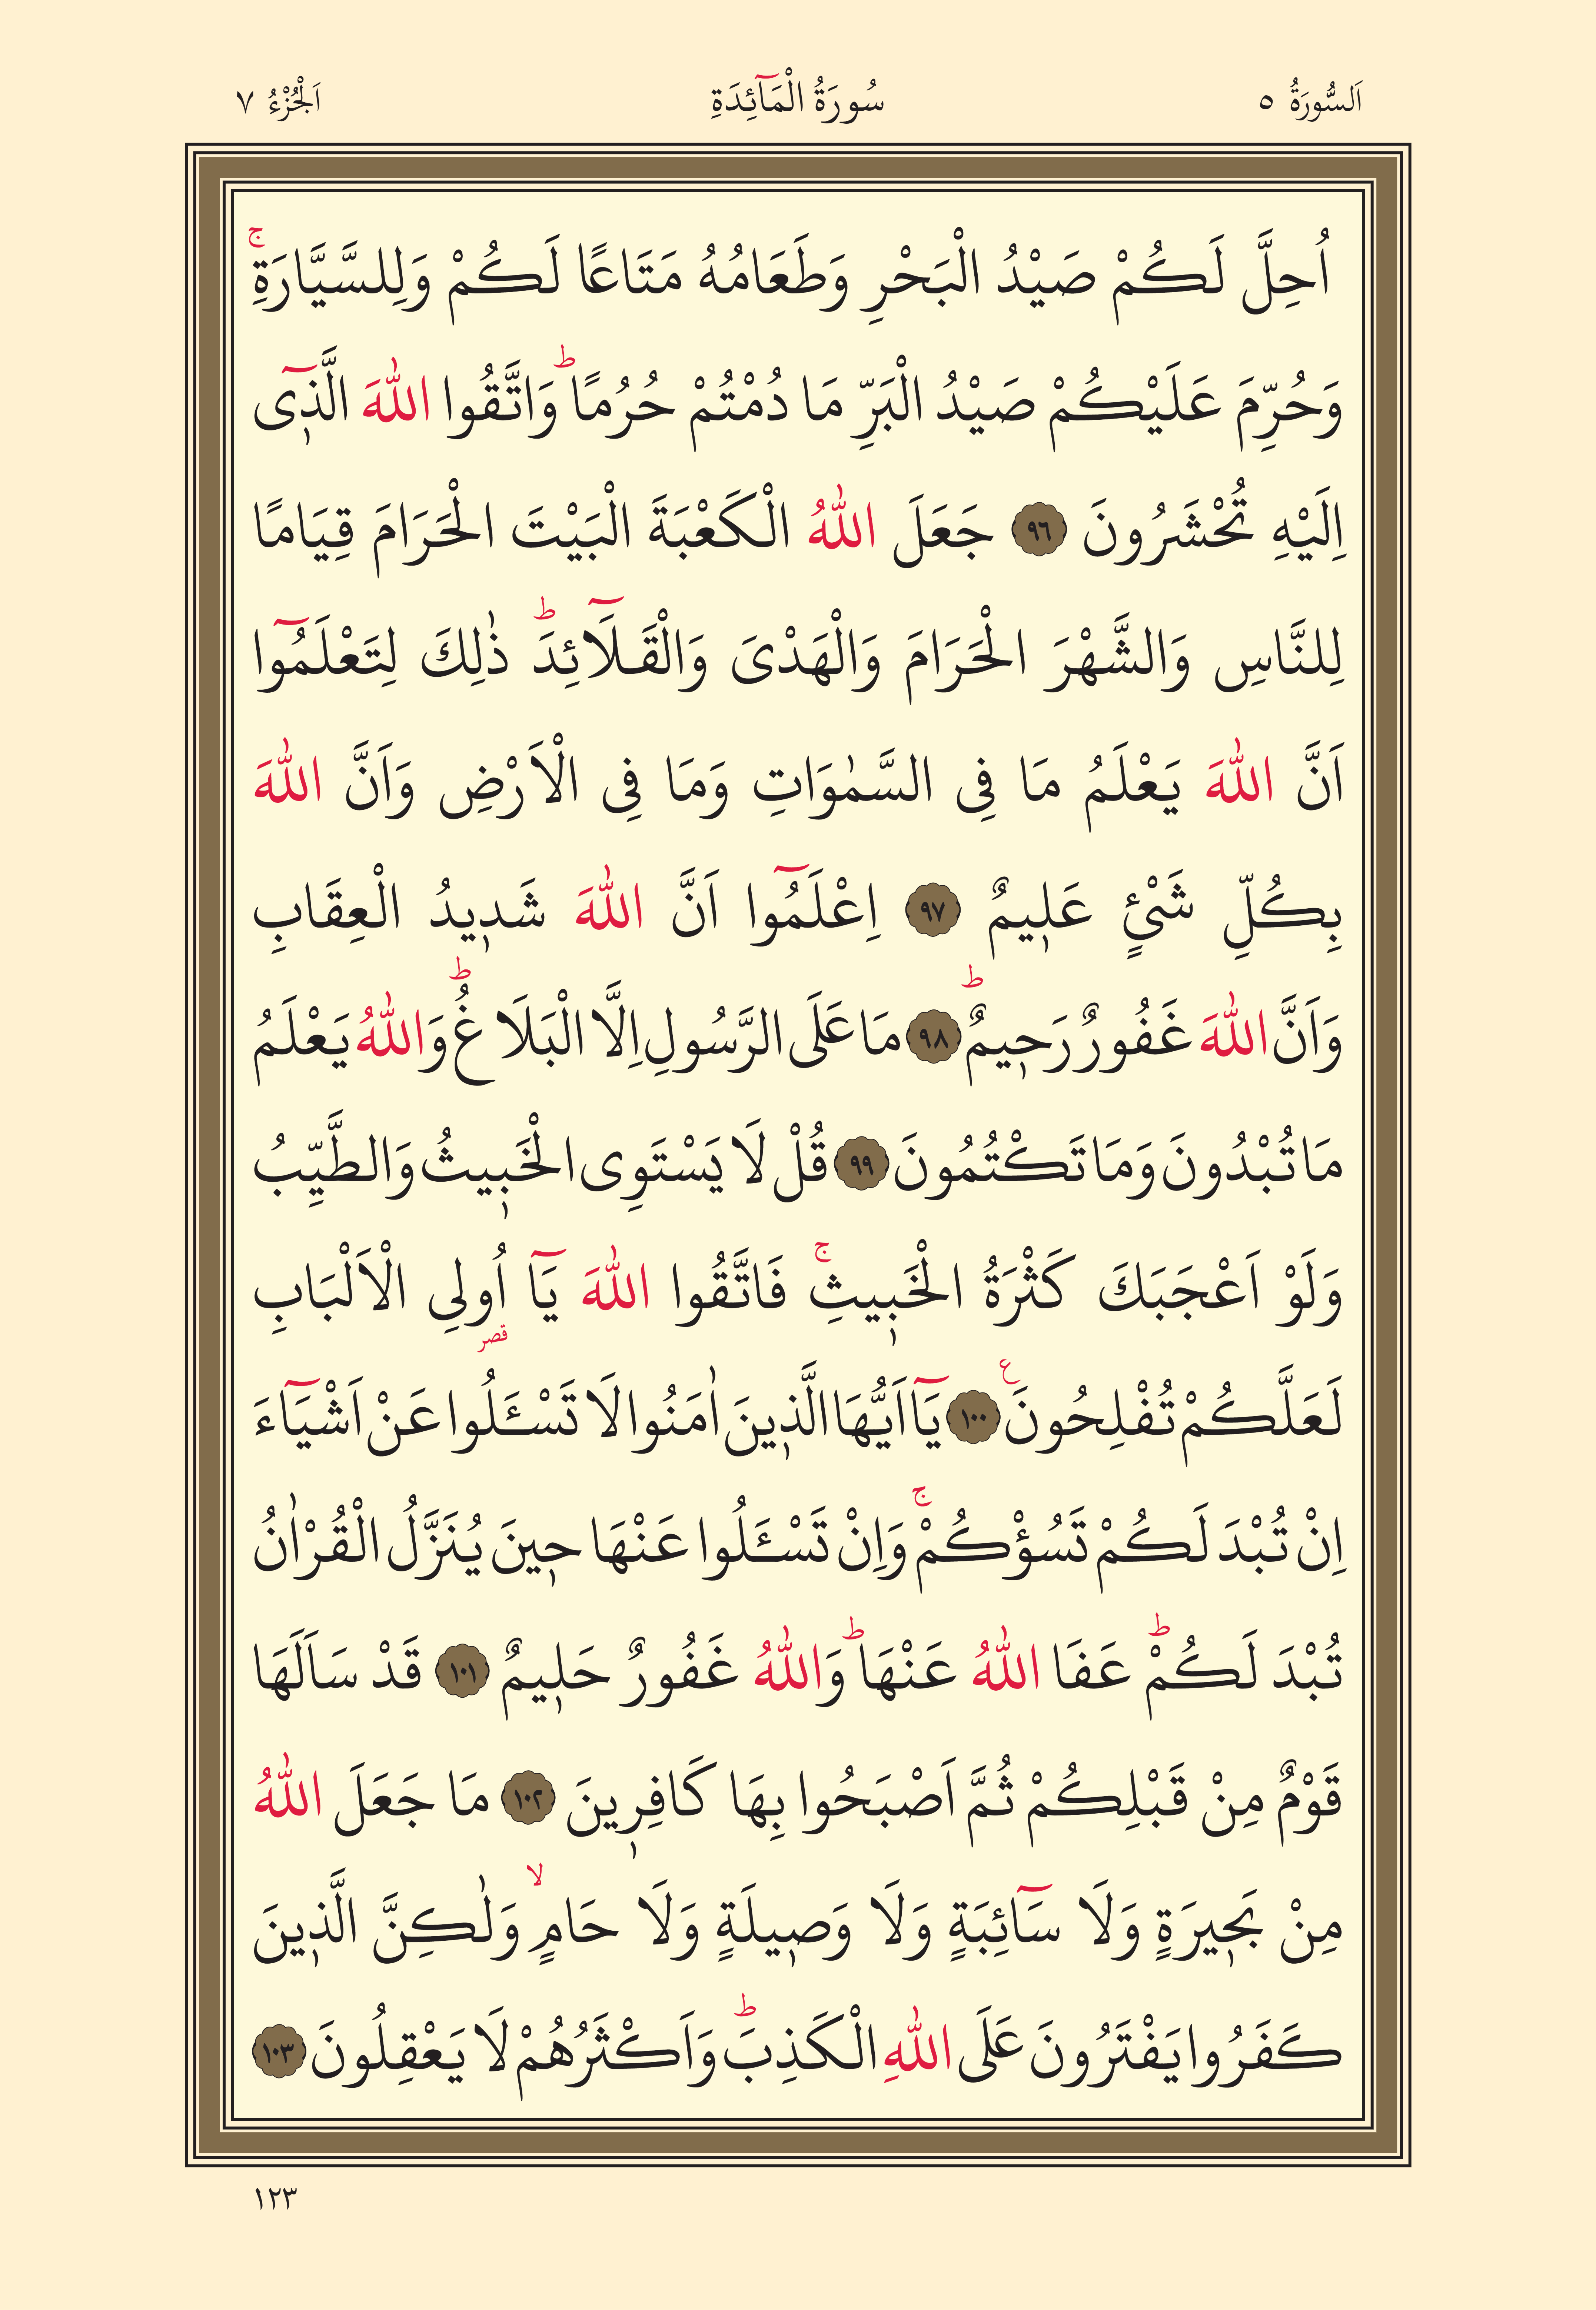 اَلسُّورَةُ ٥ سُورَةُ الْمَآئِدَةِ اَلْجُزْءُ ٧
اُحِلَّ لَكُمْ صَيْدُ الْبَحْرِ وَطَعَامُهُ مَتَاعًا لَكُمْ وَلِلسَّيَّارَةِۚ
وَحُرِّمَ عَلَيْكُمْ صَيْدُ الْبَرِّ مَا دُمْتُمْ حُرُمًاؕ وَاتَّقُوا اللّٰهَ الَّذٖٓى
اِلَيْهِ تُحْشَرُونَ ﴿٩٦﴾ جَعَلَ اللّٰهُ الْكَعْبَةَ الْبَيْتَ الْحَرَامَ قِيَامًا
لِلنَّاسِ وَالشَّهْرَ الْحَرَامَ وَالْهَدْىَ وَالْقَلَٓائِدَؕ ذٰلِكَ لِتَعْلَمُٓوا
اَنَّ اللّٰهَ يَعْلَمُ مَا فِى السَّمٰوَاتِ وَمَا فِى الْاَرْضِ وَاَنَّ اللّٰهَ
بِكُلِّ شَىْئٍ عَلٖيمٌ ﴿٩٧﴾ اِعْلَمُٓوا اَنَّ اللّٰهَ شَدٖيدُ الْعِقَابِ
وَاَنَّ اللّٰهَ غَفُورٌ رَحٖيمٌؕ ﴿٩٨﴾ مَا عَلَى الرَّسُولِ اِلَّا الْبَلَاغُؕ وَاللّٰهُ يَعْلَمُ
مَا تُبْدُونَ وَمَا تَكْتُمُونَ ﴿٩٩﴾ قُلْ لَا يَسْتَوِى الْخَبٖيثُ وَالطَّيِّبُ
وَلَوْ اَعْجَبَكَ كَثْرَةُ الْخَبٖيثِۚ فَاتَّقُوا اللّٰهَ يَٓا اُولِى الْاَلْبَابِ
قصر
لَعَلَّكُمْ تُفْلِحُونَ ع ﴿١٠٠﴾ يَٓا اَيُّهَا الَّذٖينَ اٰمَنُوا لَا تَسْـَٔلُوا عَنْ اَشْيَٓاءَ
اِنْ تُبْدَ لَكُمْ تَسُؤْكُمْۚ وَاِنْ تَسْـَٔلُوا عَنْهَا حٖينَ يُنَزَّلُ الْقُرْاٰنُ
تُبْدَ لَكُمْؕ عَفَا اللّٰهُ عَنْهَاؕ وَاللّٰهُ غَفُورٌ حَلٖيمٌ ﴿١٠١﴾ قَدْ سَاَلَهَا
قَوْمٌ مِنْ قَبْلِكُمْ ثُمَّ اَصْبَحُوا بِهَا كَافِرٖينَ ﴿١٠٢﴾ مَا جَعَلَ اللّٰهُ
مِنْ بَحٖيرَةٍ وَلَا سَٓائِبَةٍ وَلَا وَصٖيلَةٍ وَلَا حَامٍۙ وَلٰكِنَّ الَّذٖينَ
كَفَرُوا يَفْتَرُونَ عَلَى اللّٰهِ الْكَذِبَؕ وَاَكْثَرُهُمْ لَا يَعْقِلُونَ ﴿١٠٣﴾
١٢٣